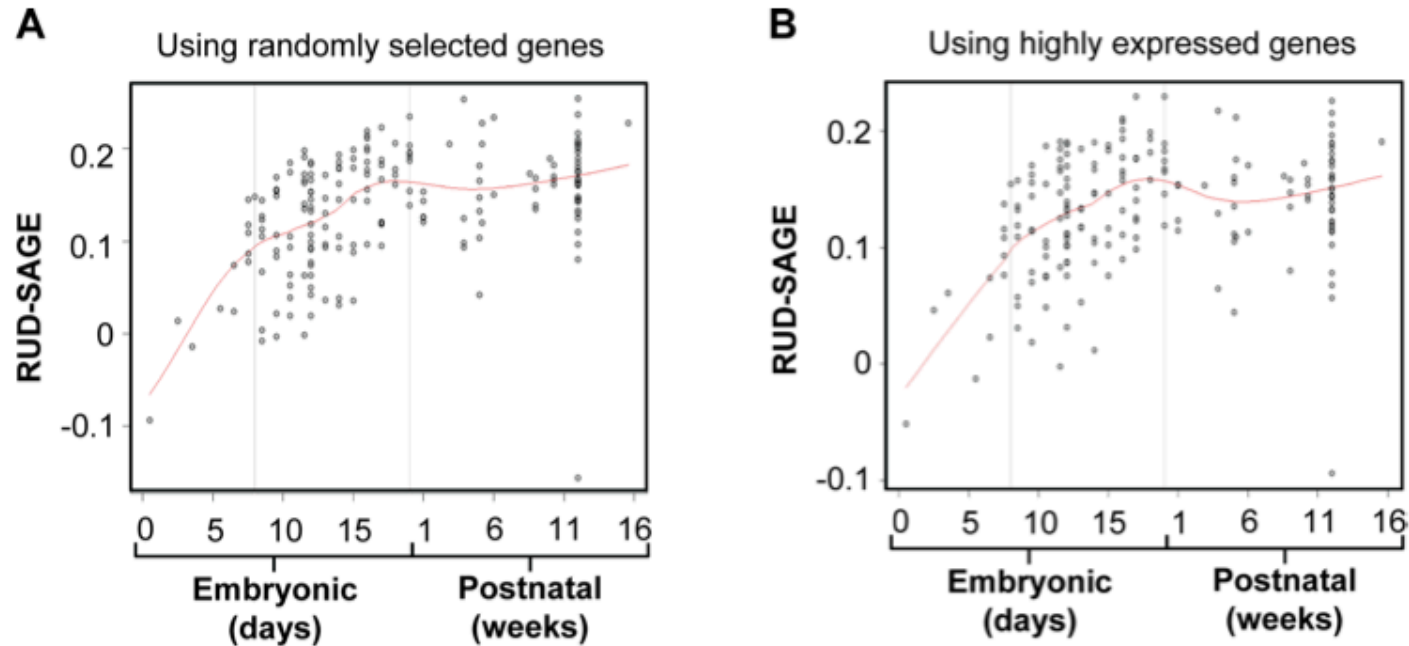 A
Using randomly selected genes
RUD-SAGE
0.2
0.1
0
-0.1
0 5 10 15 1 6 11 16
Embryonic
(days)
Postnatal
(weeks)
B
Using highly expressed genes
RUD-SAGE
0.2
0.1
0
-0.1
0 5 10 15 1 6 11 16
Embryonic
(days)
Postnatal
(weeks)